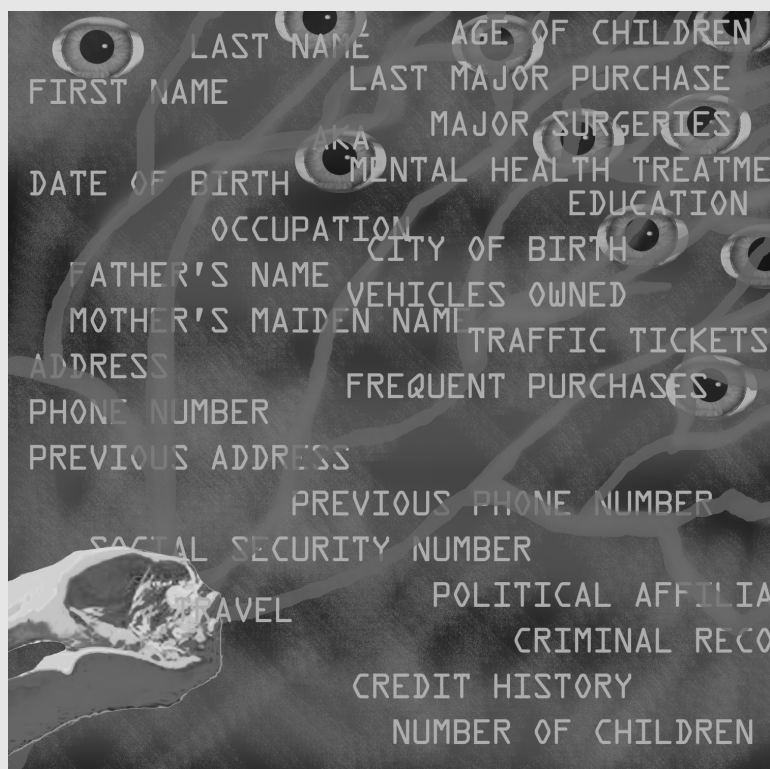 AGE OF CHILDREN
LAST NAME
LAST MAJOR PURCHASE
FIRST NAME
MAJOR SURGERIES
AKA
MENTAL HEALTH TREATME
DATE OF BIRTH
EDUCATION
OCCUPATION
CITY OF BIRTH
FATHER'S NAME
VEHICLES OWNED
MOTHER'S MAIDEN NAME
TRAFFIC TICKETS
ADDRESS
FREQUENT PURCHASES
PHONE NUMBER
PREVIOUS ADDRESS
PREVIOUS PHONE NUMBER
SOCIAL SECURITY NUMBER
POLITICAL AFFILIA
TRAVEL
CRIMINAL RECO
CREDIT HISTORY
NUMBER OF CHILDREN